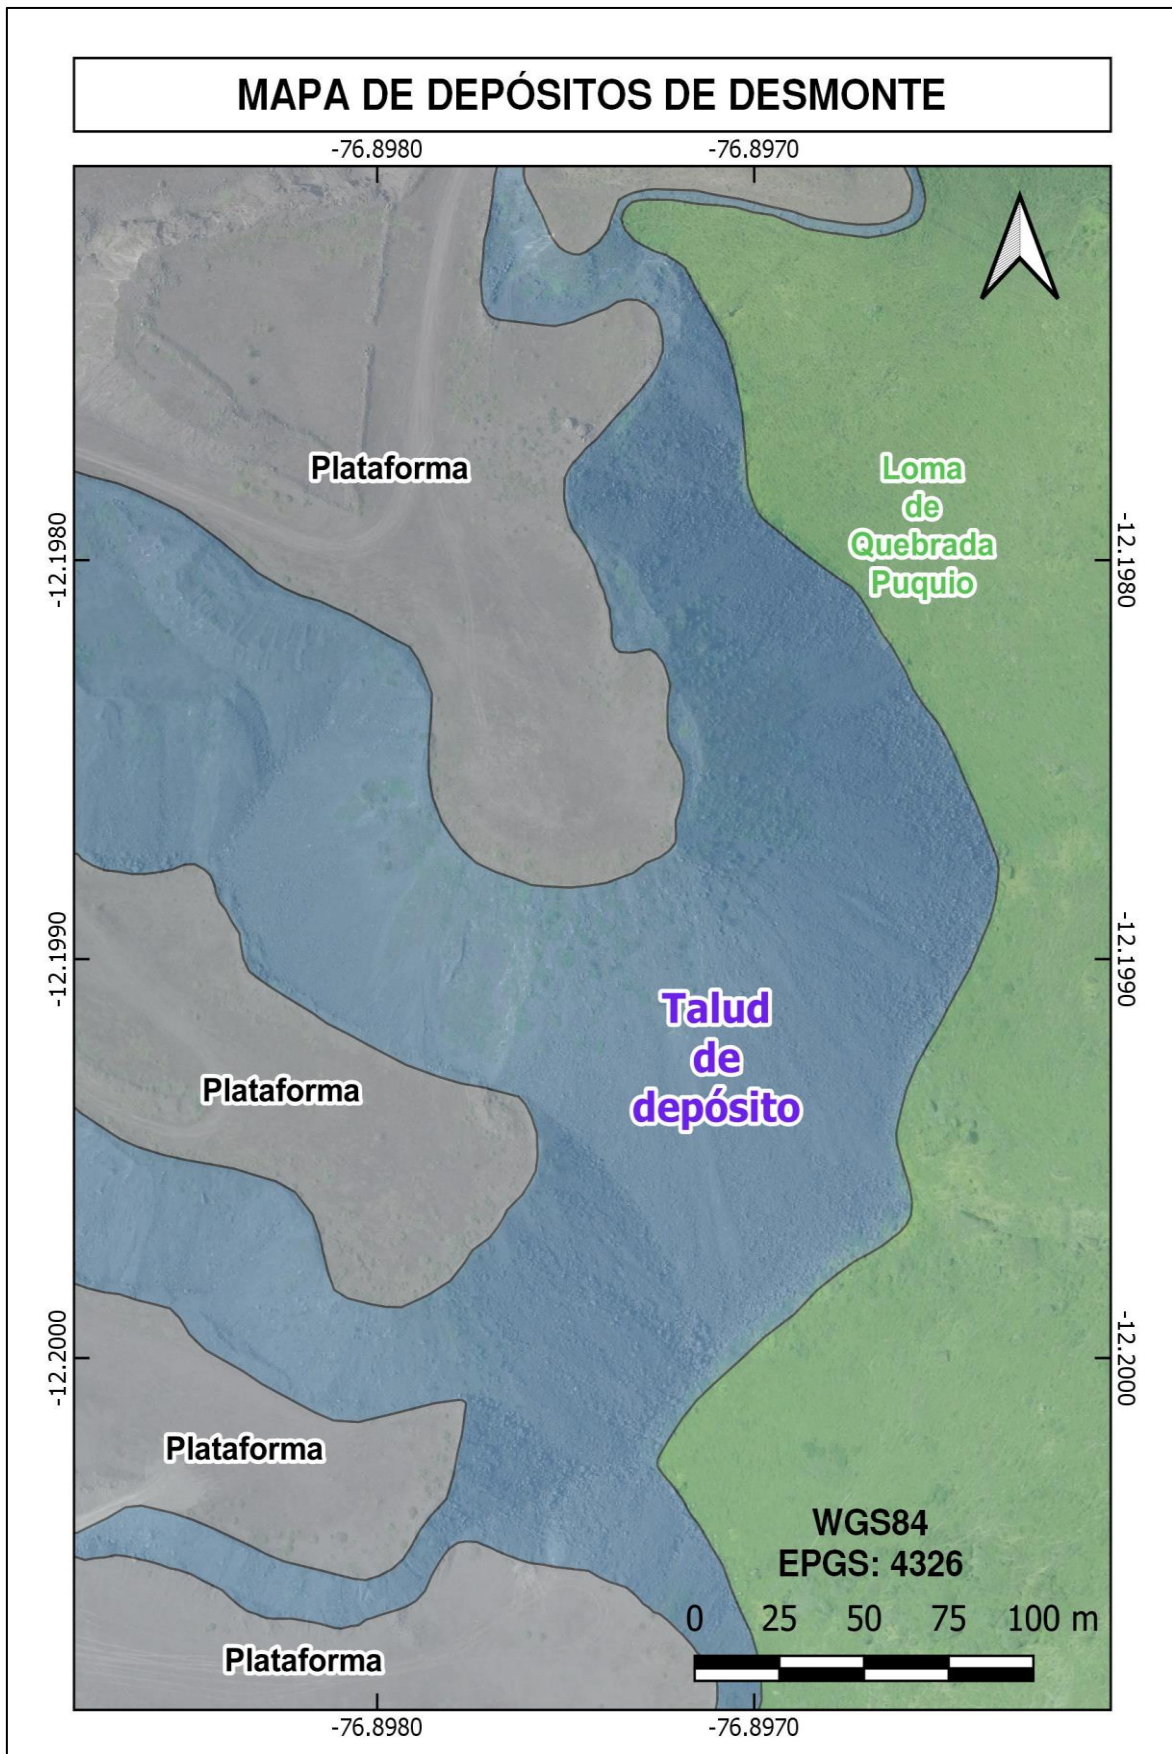 MAPA DE DEPÓSITOS DE DESMONTE
-76.8980
-76.8970
Plataforma
Loma
de
Quebrada
Puquio
-12.1980
-12.1980
-12.1990
-12.1990
Talud
de
depósito
Plataforma
-12.2000
-12.2000
Plataforma
WGS84
EPGS: 4326
0 25 50 75 100 m
Plataforma
-76.8980
-76.8970